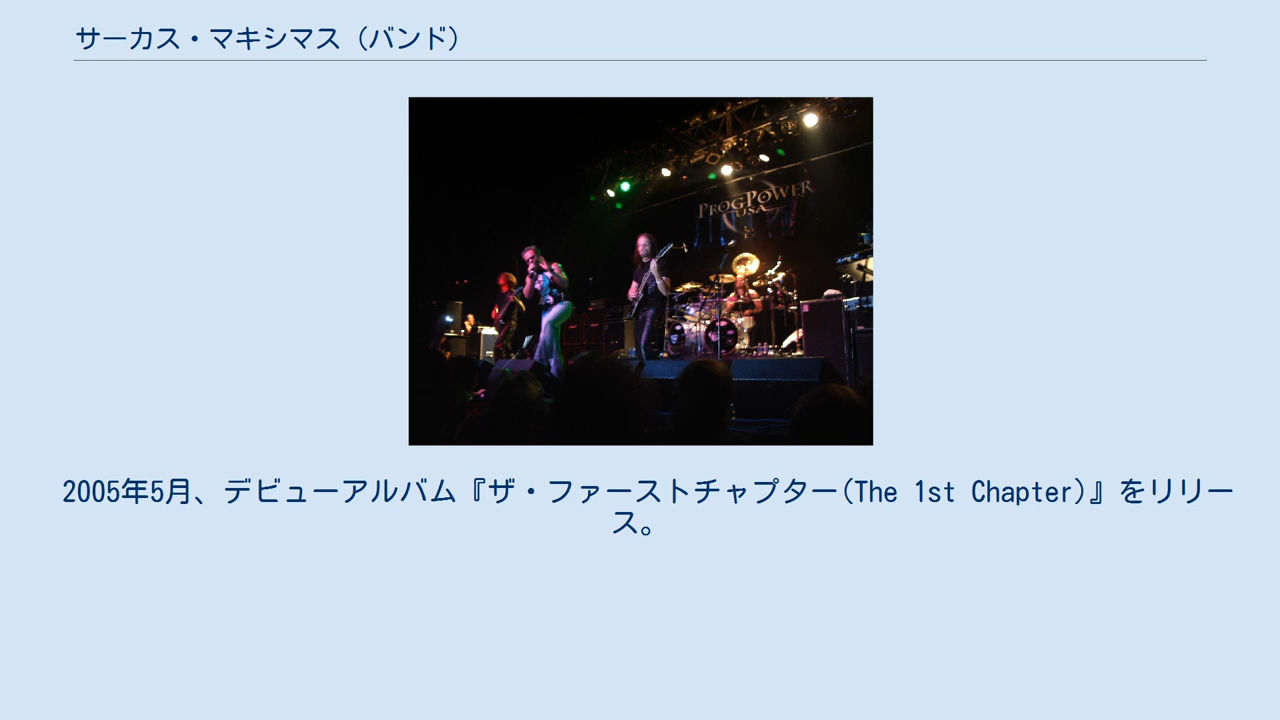 サーカス・マキシマス（バンド）
PROGPOWER
USA
2005年5月、デビューアルバム『ザ・ファーストチャプター(The 1st Chapter)』をリリー
ス。